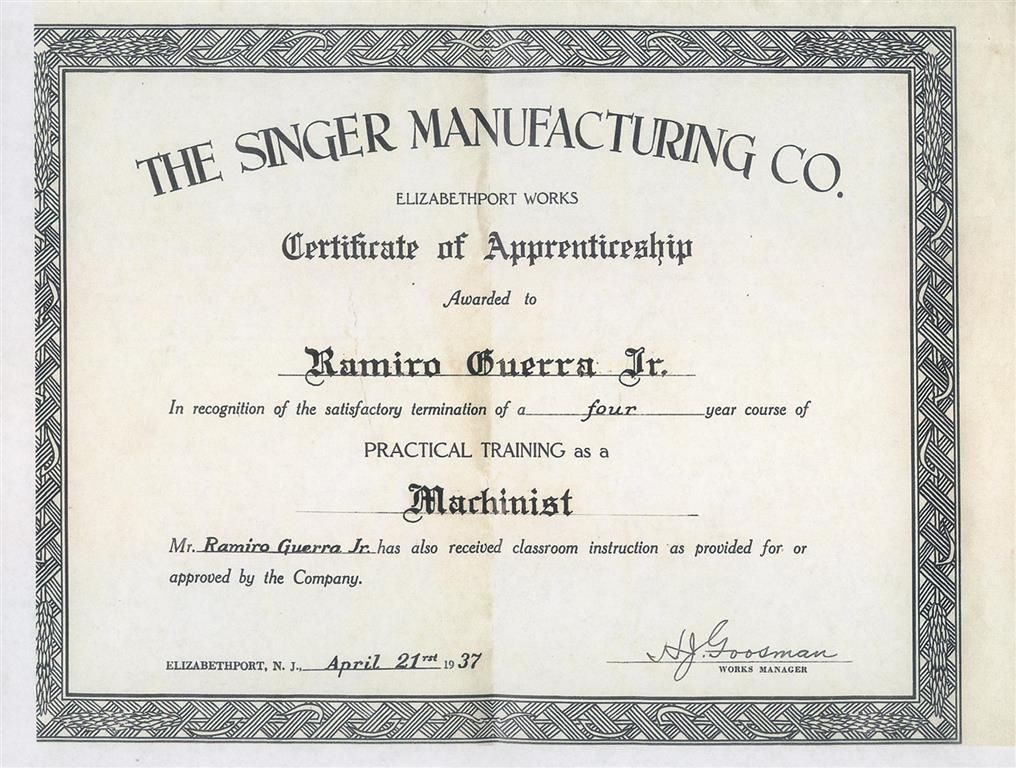 THE SINGER MANUFACTURING CO.
ELIZABETHPORT WORKS
Certificate of Apprenticeship
Awarded to
Ramiro Guerra Jr.
In recognition of the satisfactory termination of a four year course of
PRACTICAL TRAINING as a
Machinist
Mr. Ramiro Guerra Jr. has also received classroom instruction as provided for or
approved by the Company.
ELIZABETHPORT, N. J., April 21rst 1937
H.J. Goosman
WORKS MANAGER